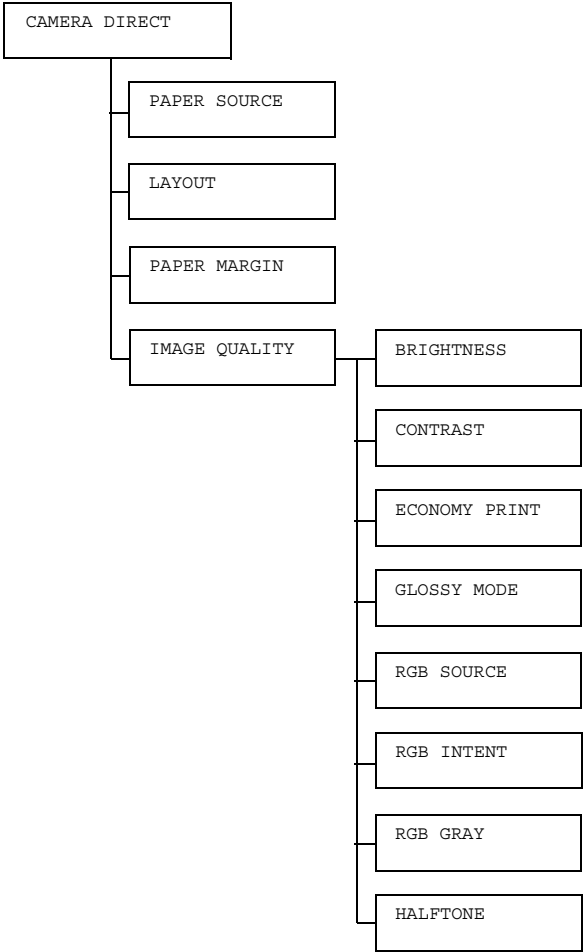 CAMERA DIRECT
PAPER SOURCE
LAYOUT
PAPER MARGIN
IMAGE QUALITY
BRIGHTNESS
CONTRAST
ECONOMY PRINT
GLOSSY MODE
RGB SOURCE
RGB INTENT
RGB GRAY
HALFTONE